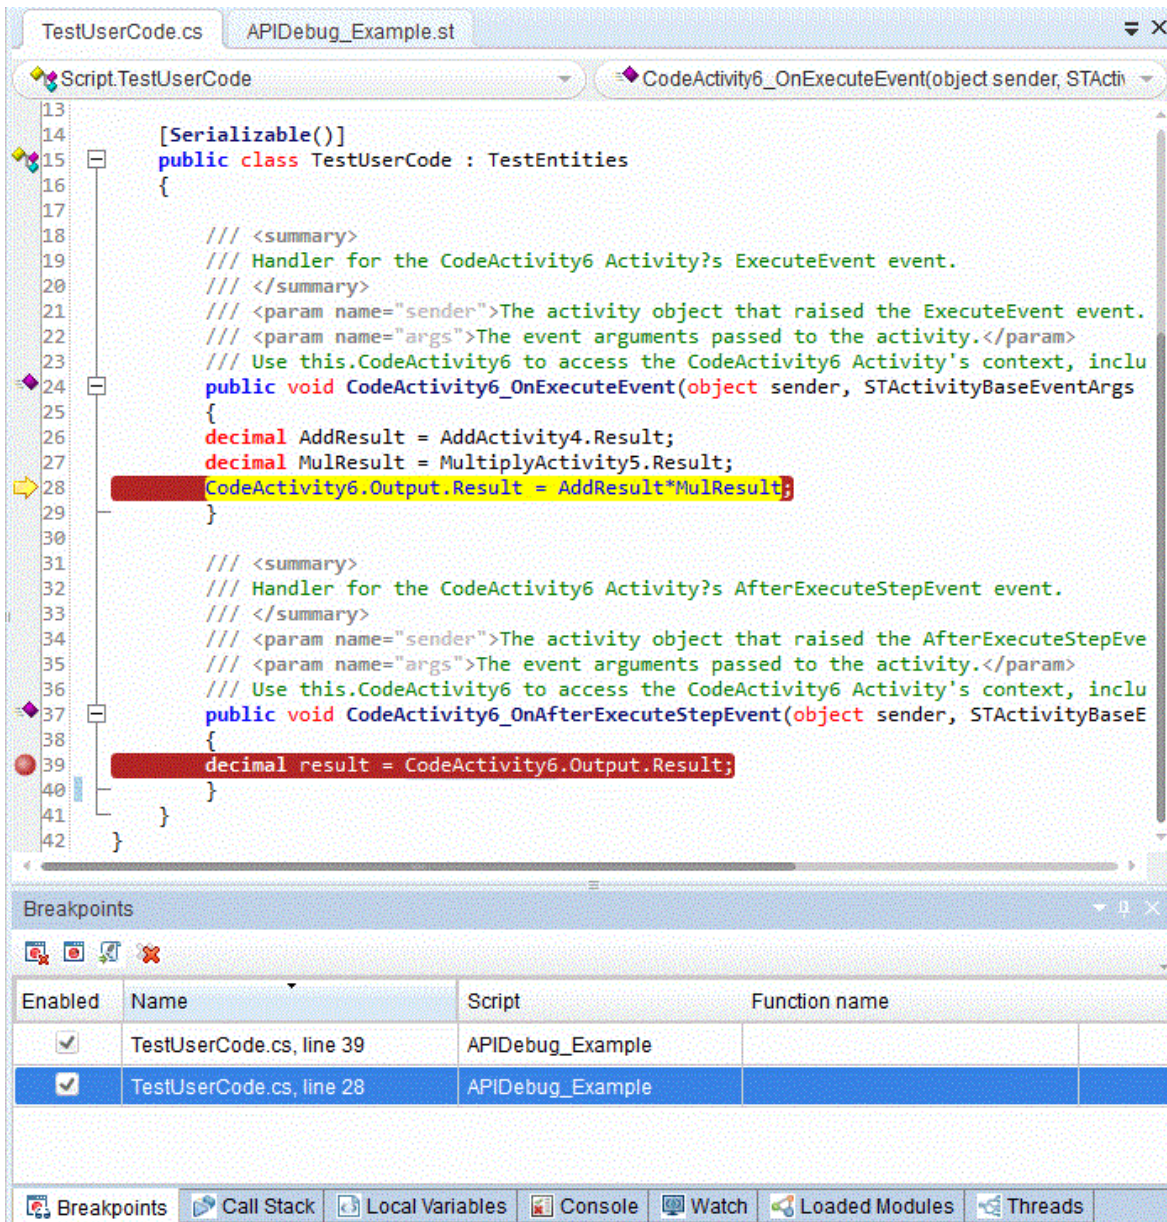 TestUserCode.cs
APIDebug_Example.st
Script.TestUserCode
CodeActivity6_OnExecuteEvent(object sender, STActiv
13
14 [Serializable()]
15 public class TestUserCode : TestEntities
16 {
17
18 /// <summary>
19 /// Handler for the CodeActivity6 Activity?s ExecuteEvent event.
20 /// </summary>
21 /// <param name="sender">The activity object that raised the ExecuteEvent event.
22 /// <param name="args">The event arguments passed to the activity.</param>
23 /// Use this.CodeActivity6 to access the CodeActivity6 Activity's context, inclu
24 public void CodeActivity6_OnExecuteEvent(object sender, STActivityBaseEventArgs
25 {
26 decimal AddResult = AddActivity4.Result;
27 decimal MulResult = MultiplyActivity5.Result;
28 CodeActivity6.Output.Result = AddResult*MulResult;
29 }
30
31 /// <summary>
32 /// Handler for the CodeActivity6 Activity?s AfterExecuteStepEvent event.
33 /// </summary>
34 /// <param name="sender">The activity object that raised the AfterExecuteStepEve
35 /// <param name="args">The event arguments passed to the activity.</param>
36 /// Use this.CodeActivity6 to access the CodeActivity6 Activity's context, inclu
37 public void CodeActivity6_OnAfterExecuteStepEvent(object sender, STActivityBaseE
38 {
39 decimal result = CodeActivity6.Output.Result;
40 }
41 }
42 }
Breakpoints
Enabled Name Script Function name
TestUserCode.cs, line 39 APIDebug_Example
TestUserCode.cs, line 28 APIDebug_Example
Breakpoints Call Stack Local Variables Console Watch Loaded Modules Threads